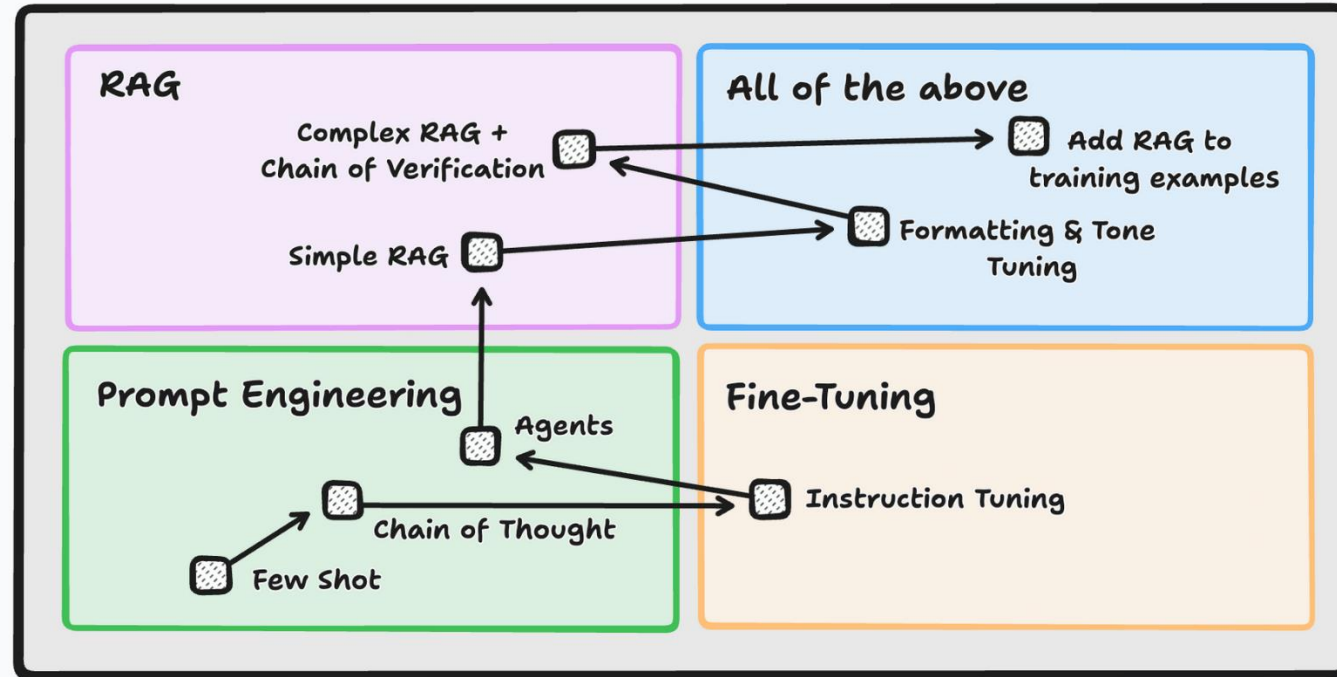 RAG
Complex RAG +
Chain of Verification
Simple RAG
All of the above
Add RAG to
training examples
Formatting & Tone
Tuning
Prompt Engineering
Agents
Chain of Thought
Few Shot
Fine-Tuning
Instruction Tuning